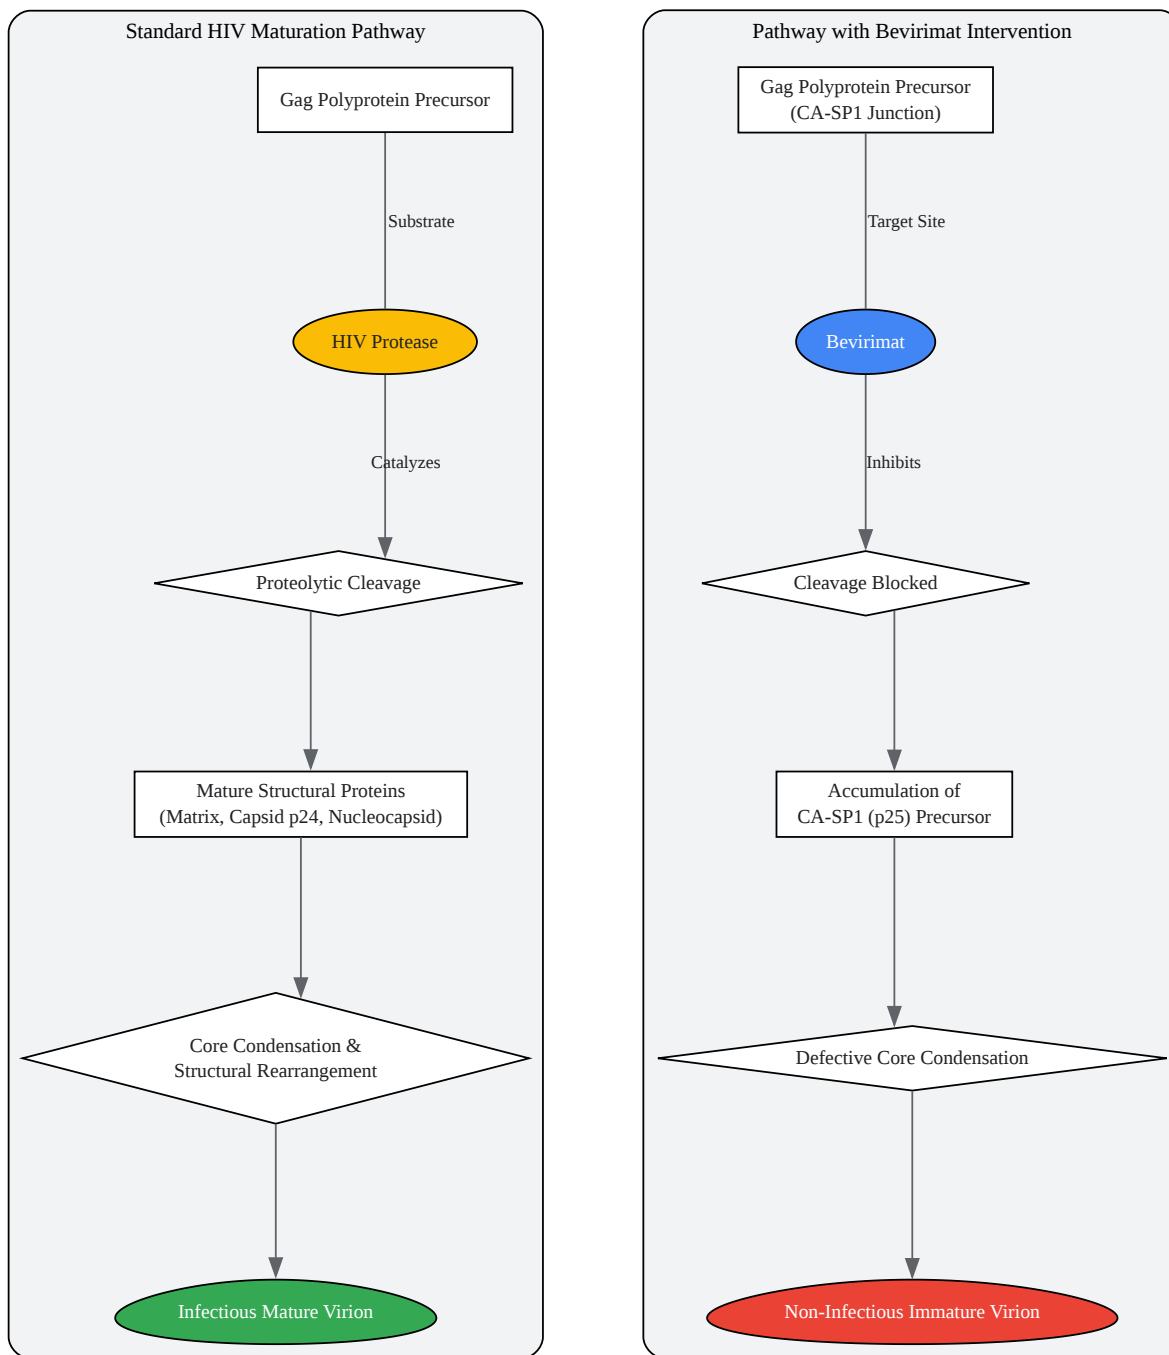 Standard HIV Maturation Pathway
Gag Polyprotein Precursor
Substrate
HIV Protease
Catalyzes
Proteolytic Cleavage
Mature Structural Proteins
(Matrix, Capsid p24, Nucleocapsid)
Core Condensation &
Structural Rearrangement
Infectious Mature Virion
Pathway with Bevirimat Intervention
Gag Polyprotein Precursor
(CA-SP1 Junction)
Target Site
Bevirimat
Inhibits
Cleavage Blocked
Accumulation of
CA-SP1 (p25) Precursor
Defective Core Condensation
Non-Infectious Immature Virion